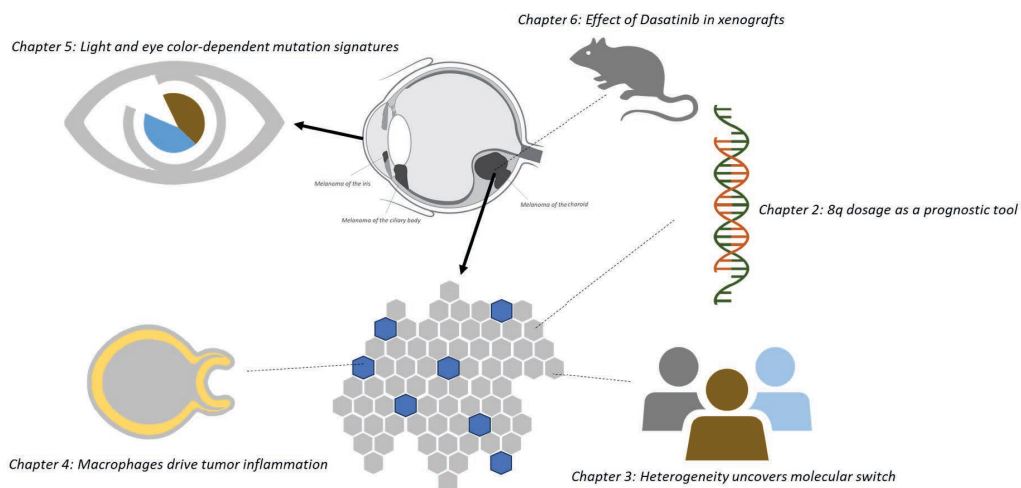 Chapter 6: Effect of Dasatinib in xenografts
Chapter 5: Light and eye color-dependent mutation signatures
Melanoma of the iris
Melanoma of the ciliary body
Melanoma of the choroid
Chapter 2: 8q dosage as a prognostic tool
Chapter 4: Macrophages drive tumor inflammation
Chapter 3: Heterogeneity uncovers molecular switch